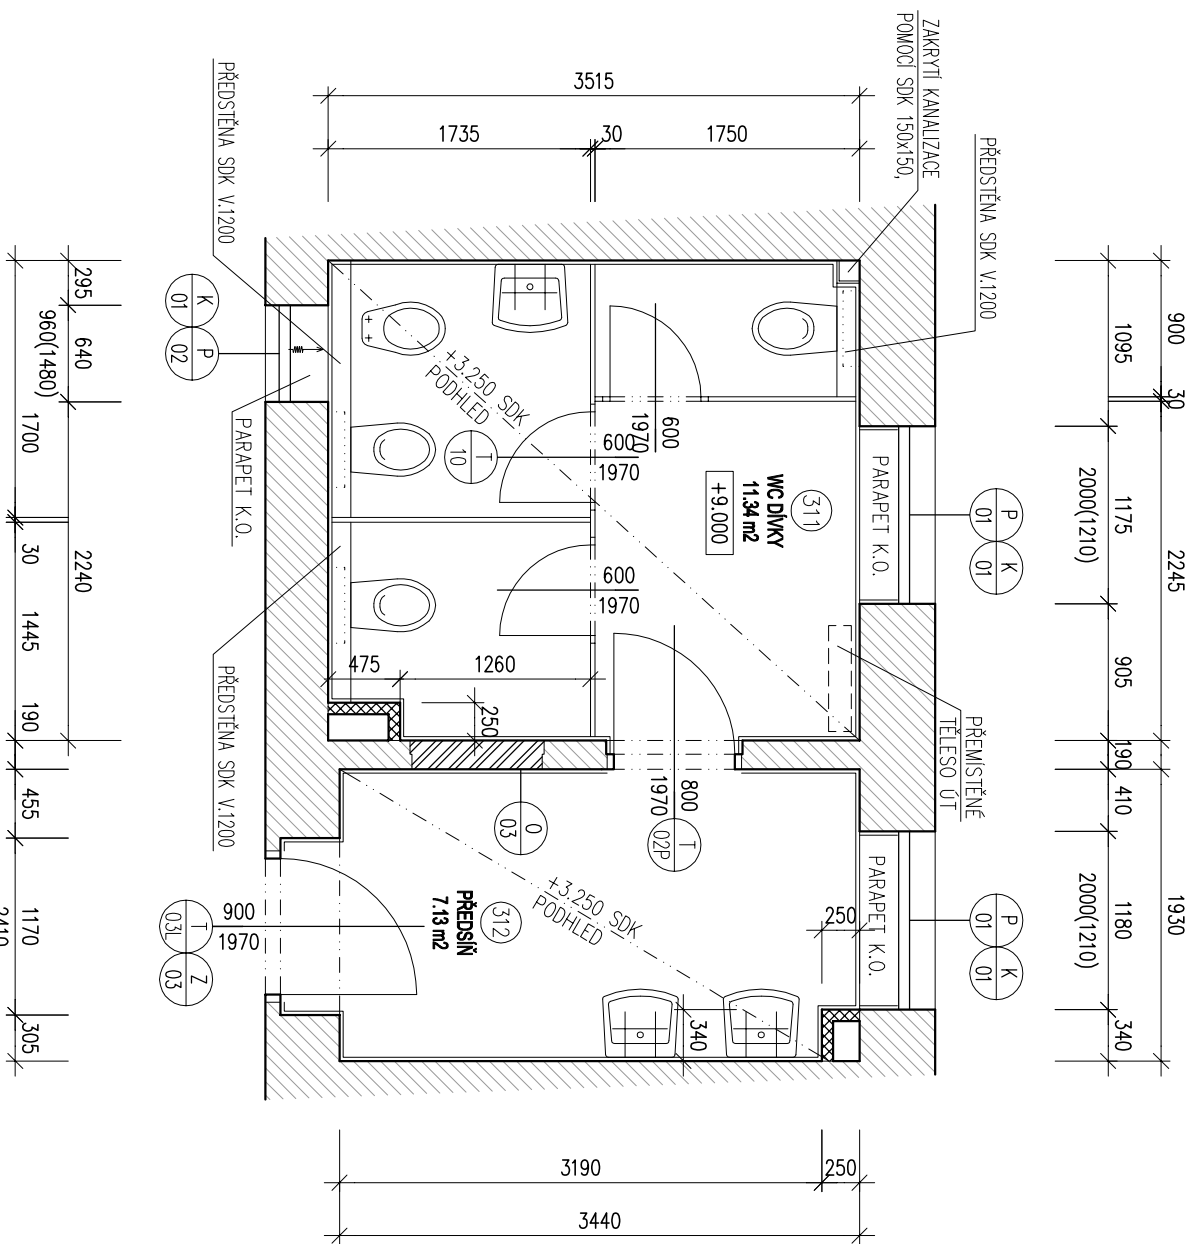 ZAKRYTÍ KANALIZACE
POMOCÍ SDK 150x150,
PŘEDSTĚNA SDK V.1200
PŘEDSTĚNA SDK V.1200
PŘEDSTĚNA SDK V.1200
3515
1735
30
1750
900
30
2245
1930
1095
1175
2000(1210)
905
190
410
1180
2000(1210)
340
PARAPET K.O.
P
01
K
01
PARAPET K.O.
P
01
K
01
PŘEMÍSTĚNÉ
TĚLESO ÚT
311
WC DÍVKY
11.34 m2
+9.000
+3.250 SDK
PODHLED
600
1970
600
1970
T
10
600
1970
800
1970
T
02P
O
03
475
1260
250
312
PŘEDSÍŇ
7.13 m2
+3.250 SDK
PODHLED
250
340
900
1970
T
03L
Z
03
K
01
P
02
PARAPET K.O.
295
640
960(1480)
2240
1700
30
1445
190
455
1170
305
2410
3190
250
3440